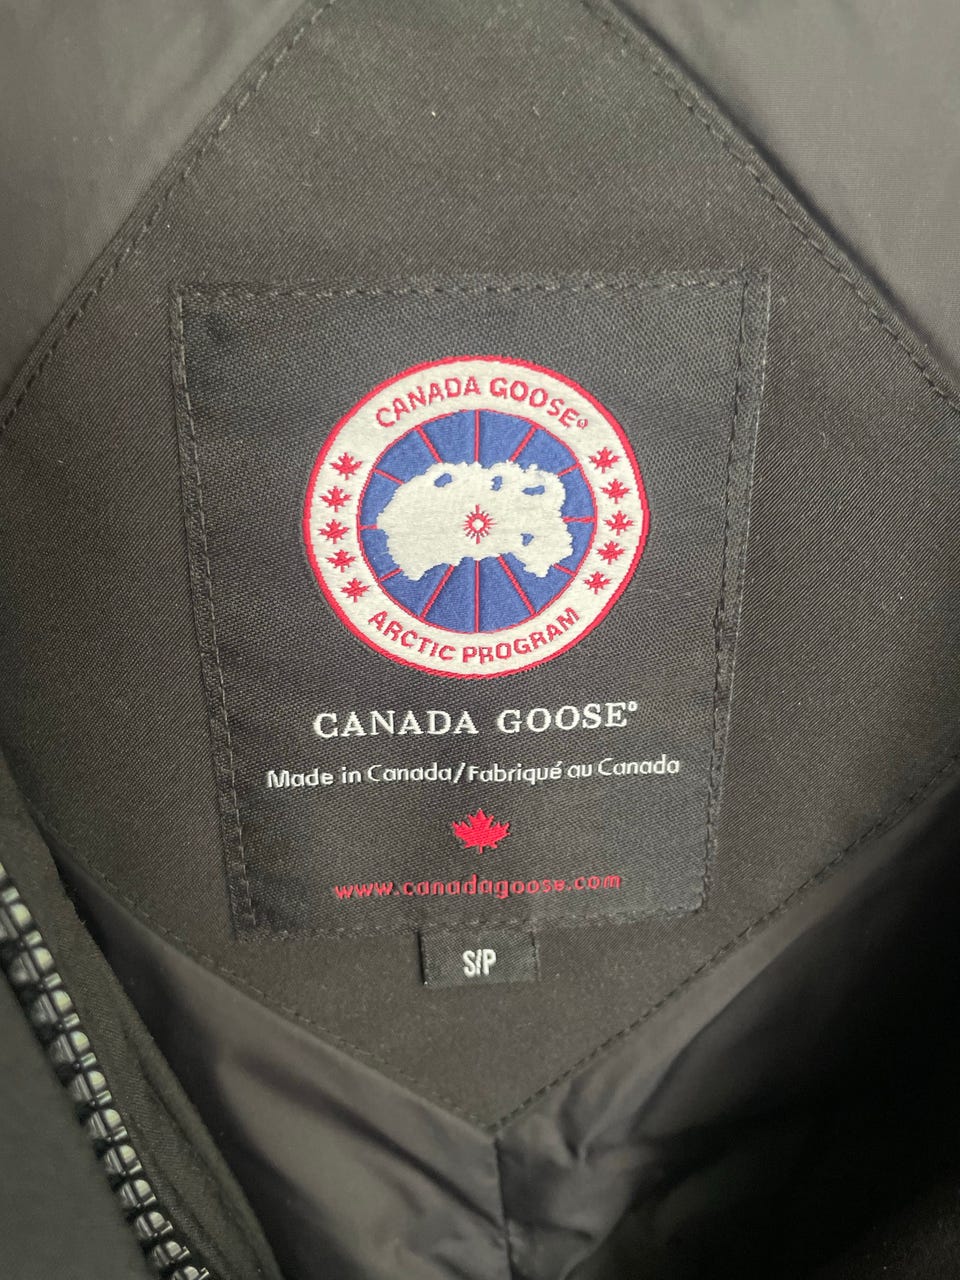 CANADA GOOSE®
ARCTIC PROGRAM
CANADA GOOSE®
Made in Canada/Fabriqué au Canada
www.canadagoose.com
S/P